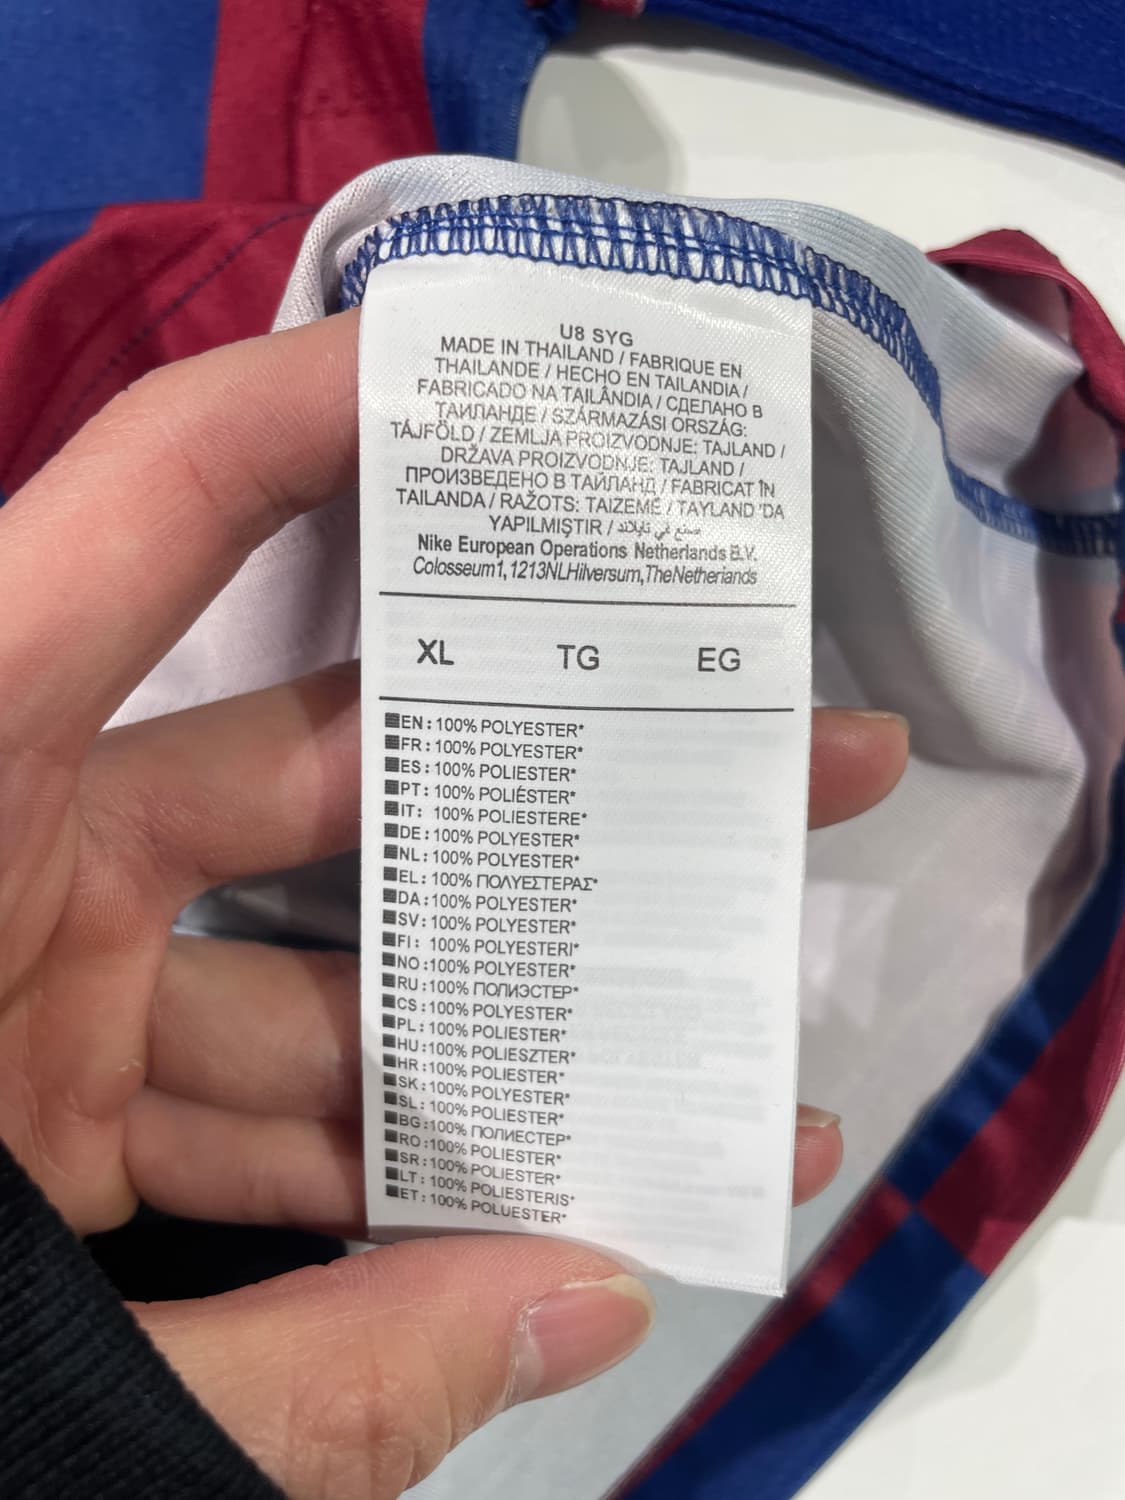 U8 SYG
MADE IN THAILAND / FABRIQUE EN
THAILANDE / HECHO EN TAILANDIA /
FABRICADO NA TAILÂNDIA / СДЕЛАНО В
ТАИЛАНДЕ / SZÁRMAZÁSI ORSZÁG:
TÁJFÖLD / ZEMLJA PROIZVODNJE: TAJLAND /
DRŽAVA PROIZVODNJE: TAJLAND /
ПРОИЗВЕДЕНО В ТАЙЛАНД / FABRICAT ÎN
TAILANDA / RAŽOTS: TAIZEME / TAYLAND 'DA
YAPILMIŞTIR / صنع في تايلاند
Nike European Operations Netherlands B.V.
Colosseum1, 1213NLHilversum,TheNetherlands
XL TG EG
EN: 100% POLYESTER*
FR: 100% POLYESTER*
ES: 100% POLIESTER*
PT: 100% POLIÉSTER*
IT: 100% POLIESTERE*
DE: 100% POLYESTER*
NL: 100% POLYESTER*
EL: 100% ΠΟΛΥΕΣΤΕΡΑΣ*
DA: 100% POLYESTER*
SV: 100% POLYESTER*
FI: 100% POLYESTERI*
NO:100% POLYESTER*
RU:100% ПОЛИЭСТЕР*
CS: 100% POLYESTER*
PL: 100% POLIESTER*
HU:100% POLIESZTER*
HR: 100% POLIESTER*
SK: 100% POLYESTER*
SL: 100% POLIESTER*
BG:100% ПОЛИЕСТЕР*
RO:100% POLIESTER*
SR: 100% POLIESTER*
LT: 100% POLIESTERIS*
ET: 100% POLUESTER*